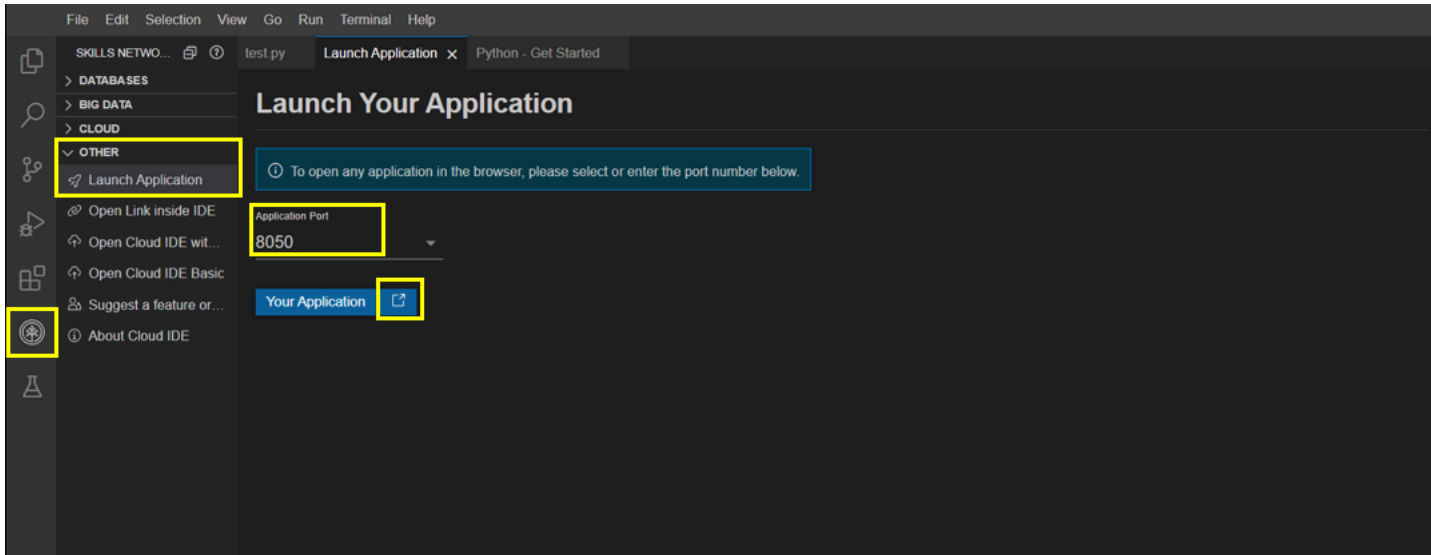 File Edit Selection View Go Run Terminal Help
SKILLS NETWO...
test.py Launch Application Python - Get Started
DATABASES
BIG DATA
CLOUD
OTHER
Launch Application
Open Link inside IDE
Open Cloud IDE wit...
Open Cloud IDE Basic
Suggest a feature or...
About Cloud IDE
Launch Your Application
To open any application in the browser, please select or enter the port number below.
Application Port
8050
Your Application